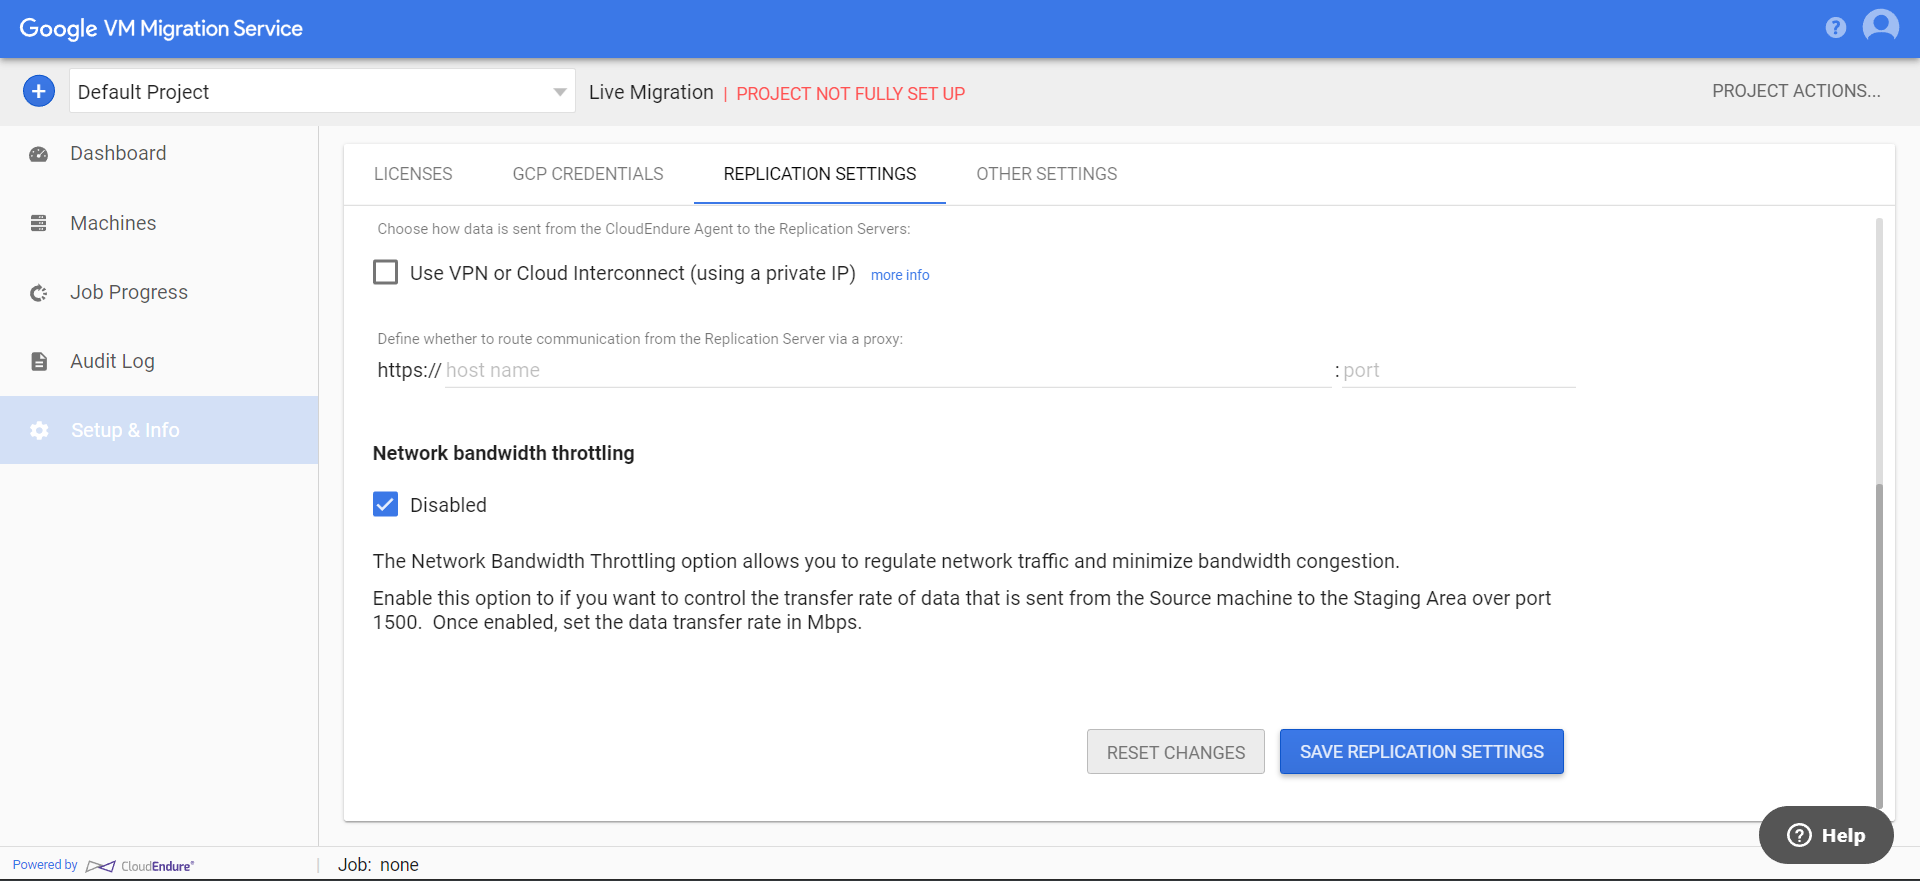 Google VM Migration Service
?
+
Default Project
Live Migration | PROJECT NOT FULLY SET UP
PROJECT ACTIONS...
Dashboard
Machines
Job Progress
Audit Log
Setup & Info
LICENSES
GCP CREDENTIALS
REPLICATION SETTINGS
OTHER SETTINGS
Choose how data is sent from the CloudEndure Agent to the Replication Servers:
Use VPN or Cloud Interconnect (using a private IP) more info
Define whether to route communication from the Replication Server via a proxy:
https:// host name : port
Network bandwidth throttling
Disabled
The Network Bandwidth Throttling option allows you to regulate network traffic and minimize bandwidth congestion.
Enable this option to if you want to control the transfer rate of data that is sent from the Source machine to the Staging Area over port
1500.  Once enabled, set the data transfer rate in Mbps.
RESET CHANGES
SAVE REPLICATION SETTINGS
? Help
Powered by CloudEndure®
Job: none